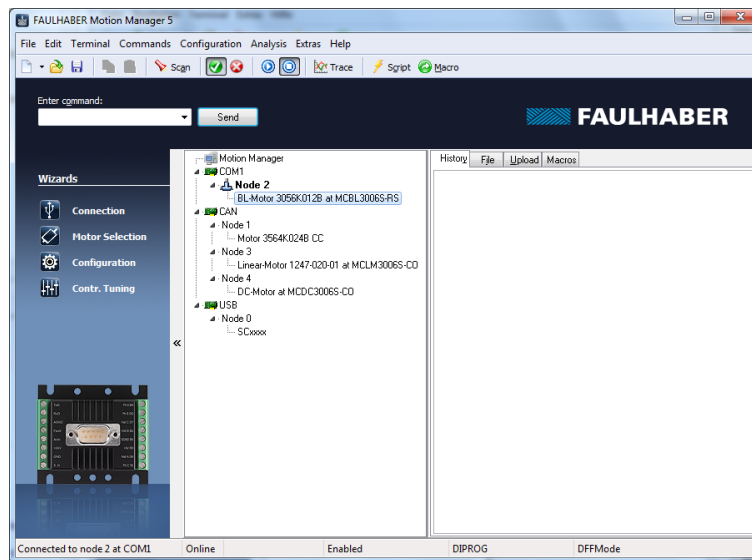 FAULHABER Motion Manager 5
File Edit Terminal Commands Configuration Analysis Extras Help
Scan Trace Script Macro
Enter command:
Send
FAULHABER
Wizards
Connection
Motor Selection
Configuration
Contr. Tuning
Motion Manager
COM1
Node 2
BL-Motor 3056K012B at MCBL3006S-RS
CAN
Node 1
Motor 3564K024B CC
Node 3
Linear-Motor 1247-020-01 at MCLM3006S-CO
Node 4
DC-Motor at MCDC3006S-CO
USB
Node 0
SCxxxx
«
History File Upload Macros
Connected to node 2 at COM1 Online Enabled DIPROG DFFMode